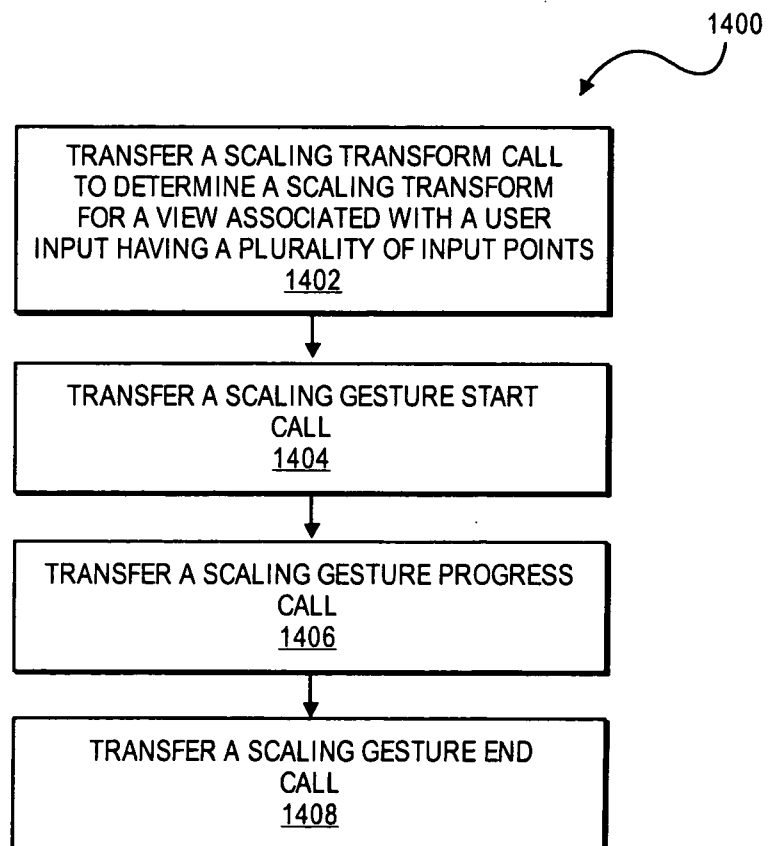 1400
TRANSFER A SCALING TRANSFORM CALL
TO DETERMINE A SCALING TRANSFORM
FOR A VIEW ASSOCIATED WITH A USER
INPUT HAVING A PLURALITY OF INPUT POINTS
1402
TRANSFER A SCALING GESTURE START
CALL
1404
TRANSFER A SCALING GESTURE PROGRESS
CALL
1406
TRANSFER A SCALING GESTURE END
CALL
1408